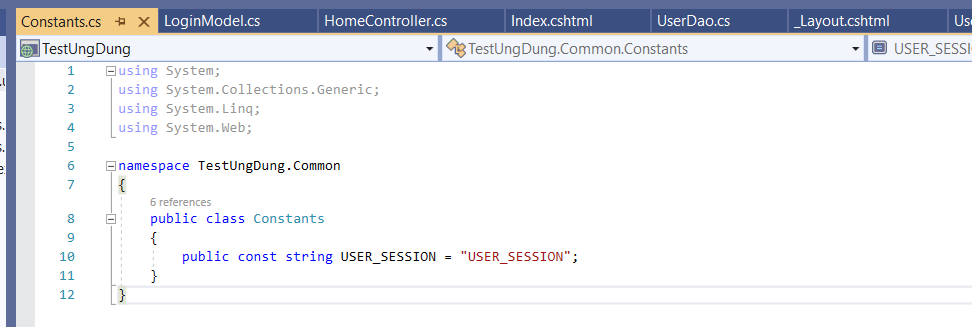 Constants.cs LoginModel.cs HomeController.cs Index.cshtml UserDao.cs _Layout.cshtml
TestUngDung TestUngDung.Common.Constants
1 using System;
2 using System.Collections.Generic;
3 using System.Linq;
4 using System.Web;
5
6 namespace TestUngDung.Common
7 {
6 references
8 public class Constants
9 {
10 public const string USER_SESSION = "USER_SESSION";
11 }
12 }